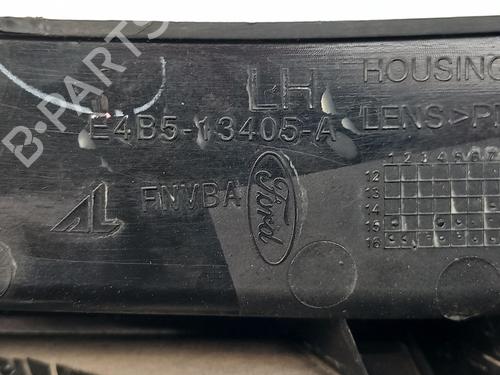 B-PARTS
LH
HOUSING
E4B5-13405-A
LENS>P
FNVBA
Ford
1 2 3 4 5 6 7
12
13
14
15
16